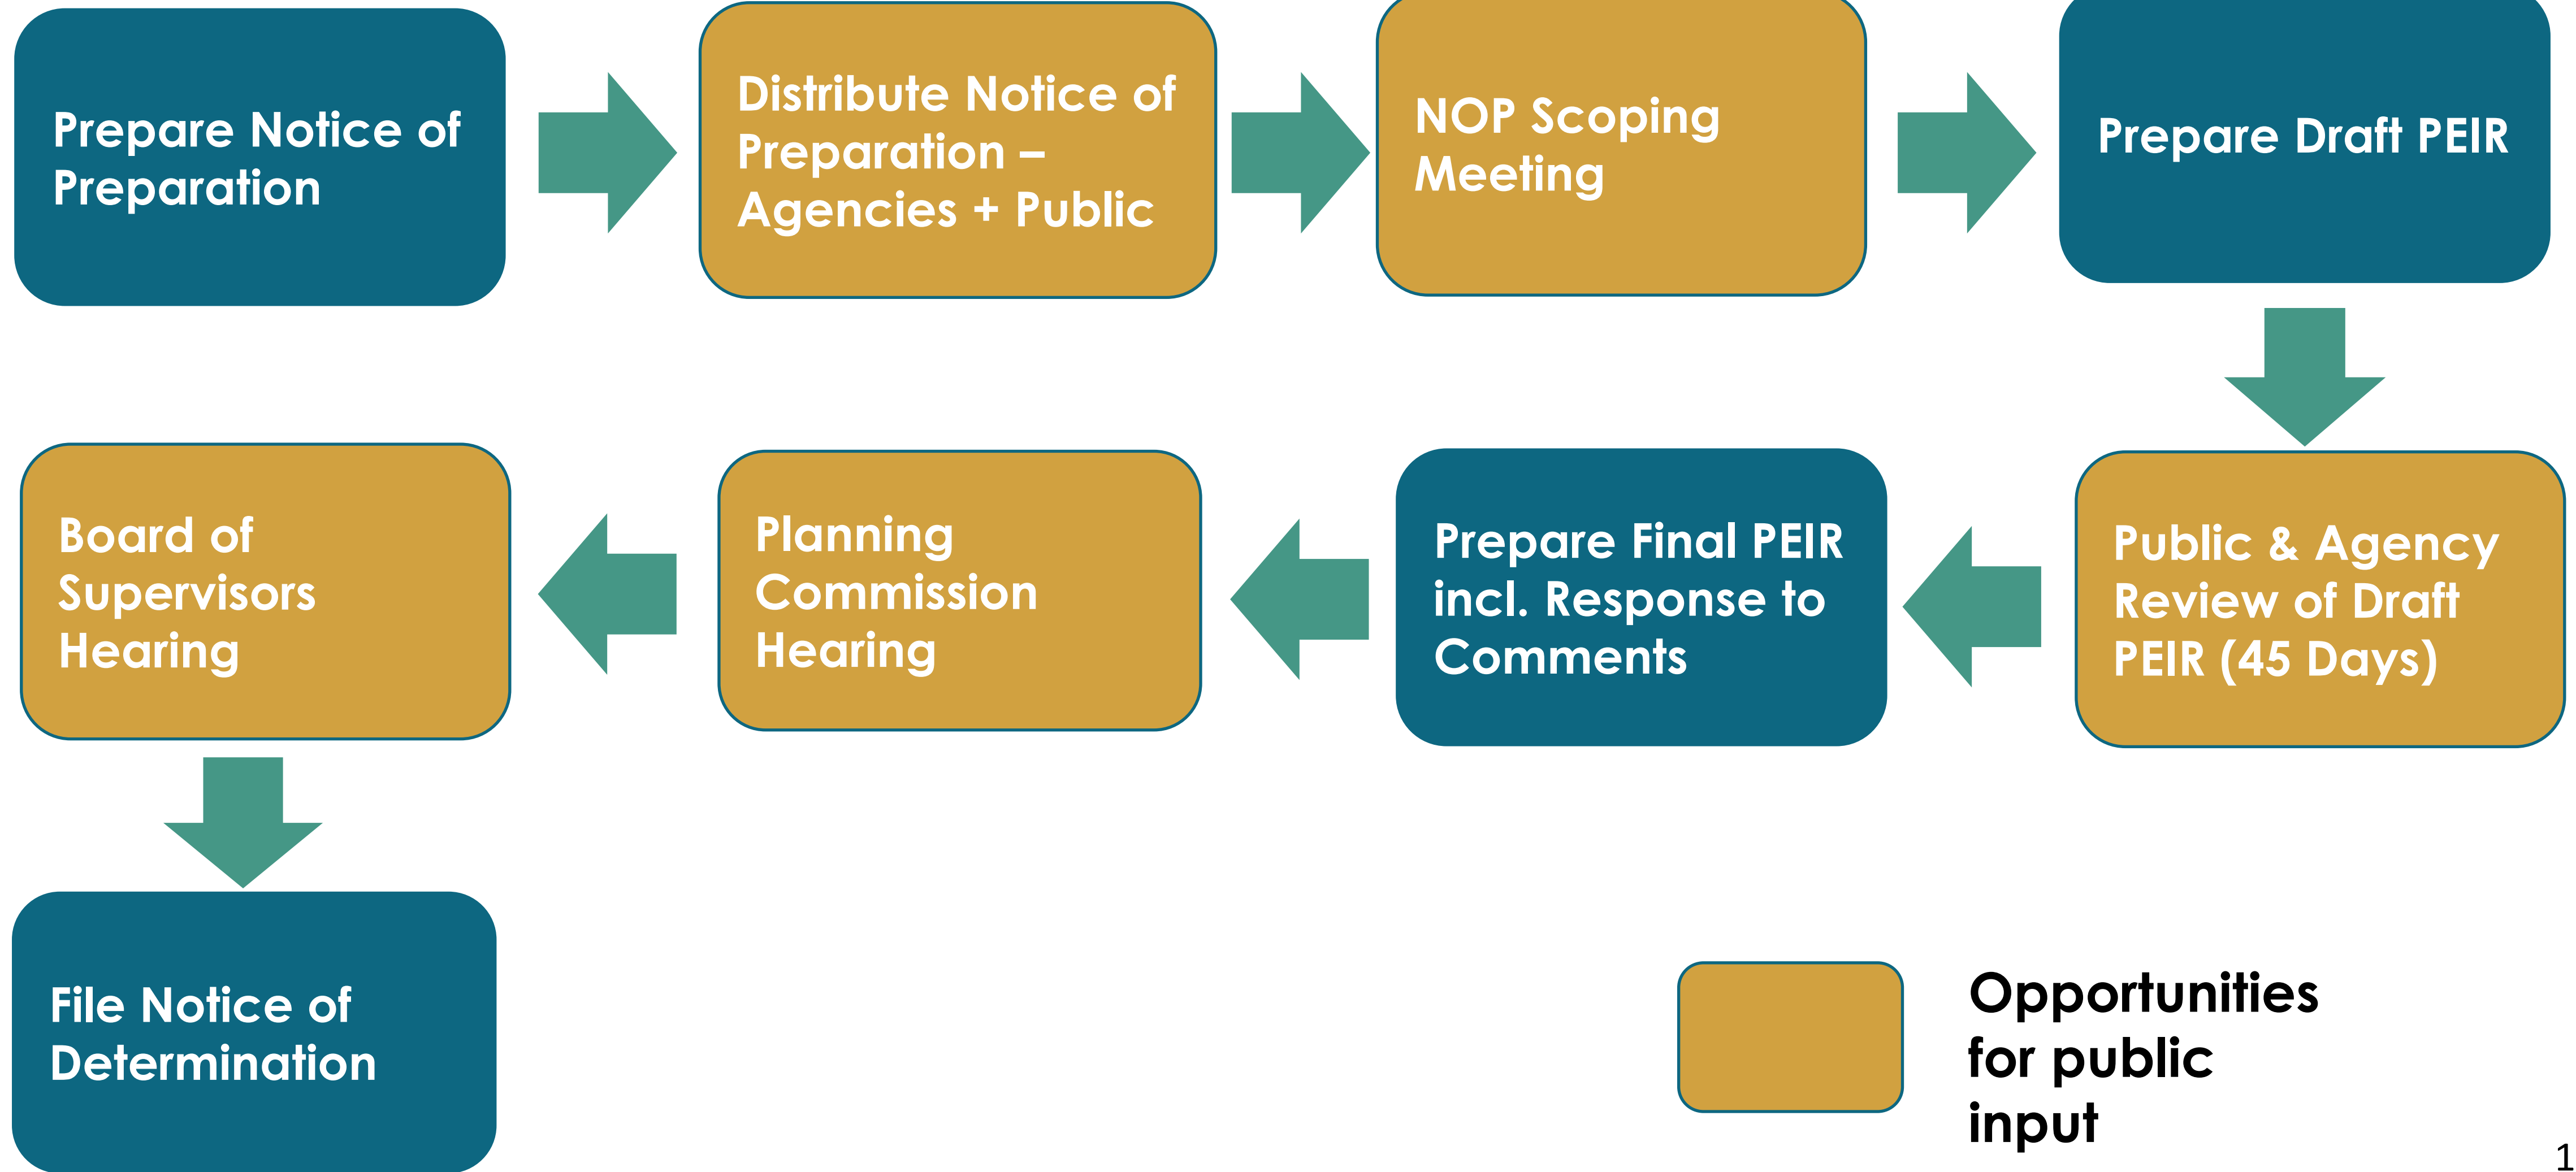 Prepare Notice of
Preparation
Distribute Notice of
Preparation –
Agencies + Public
NOP Scoping
Meeting
Prepare Draft PEIR
Board of
Supervisors
Hearing
Planning
Commission
Hearing
Prepare Final PEIR
incl. Response to
Comments
Public & Agency
Review of Draft
PEIR (45 Days)
File Notice of
Determination
Opportunities
for public
input
1